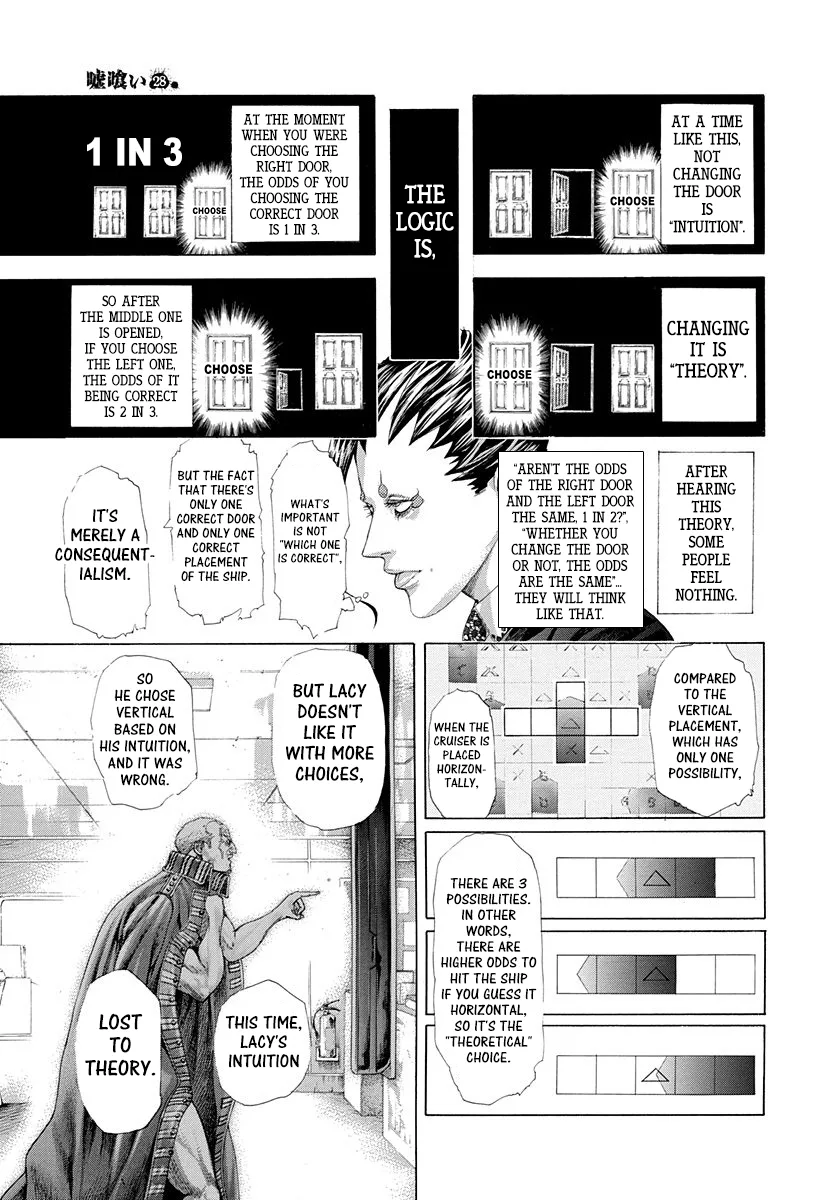 嘘喰い 28
AT A TIME
LIKE THIS,
NOT
CHANGING
THE DOOR
IS
"INTUITION".
CHOOSE
THE
LOGIC
IS,
AT THE MOMENT
WHEN YOU WERE
CHOOSING THE
RIGHT DOOR,
THE ODDS OF YOU
CHOOSING THE
CORRECT DOOR
IS 1 IN 3.
1 IN 3
CHOOSE
CHANGING
IT IS
"THEORY".
CHOOSE
SO AFTER
THE MIDDLE ONE
IS OPENED,
IF YOU CHOOSE
THE LEFT ONE,
THE ODDS OF IT
BEING CORRECT
IS 2 IN 3.
CHOOSE
AFTER
HEARING
THIS
THEORY,
SOME
PEOPLE
FEEL
NOTHING.
"AREN'T THE ODDS
OF THE RIGHT DOOR
AND THE LEFT DOOR
THE SAME, 1 IN 2?",
"WHETHER YOU
CHANGE THE DOOR
OR NOT, THE ODDS
ARE THE SAME"...
THEY WILL THINK
LIKE THAT.
WHAT'S
IMPORTANT
IS NOT
"WHICH ONE
IS CORRECT",
BUT THE FACT
THAT THERE'S
ONLY ONE
CORRECT DOOR
AND ONLY ONE
CORRECT
PLACEMENT
OF THE SHIP.
IT'S
MERELY A
CONSEQUENT-
IALISM.
COMPARED
TO THE
VERTICAL
PLACEMENT,
WHICH HAS
ONLY ONE
POSSIBILITY,
WHEN THE
CRUISER IS
PLACED
HORIZON-
TALLY,
THERE ARE 3
POSSIBILITIES.
IN OTHER
WORDS,
THERE ARE
HIGHER ODDS TO
HIT THE SHIP
IF YOU GUESS IT
HORIZONTAL,
SO IT'S THE
"THEORETICAL"
CHOICE.
BUT LACY
DOESN'T
LIKE IT
WITH MORE
CHOICES,
SO
HE CHOSE
VERTICAL
BASED ON
HIS INTUITION,
AND IT WAS
WRONG.
THIS TIME,
LACY'S
INTUITION
LOST
TO
THEORY.